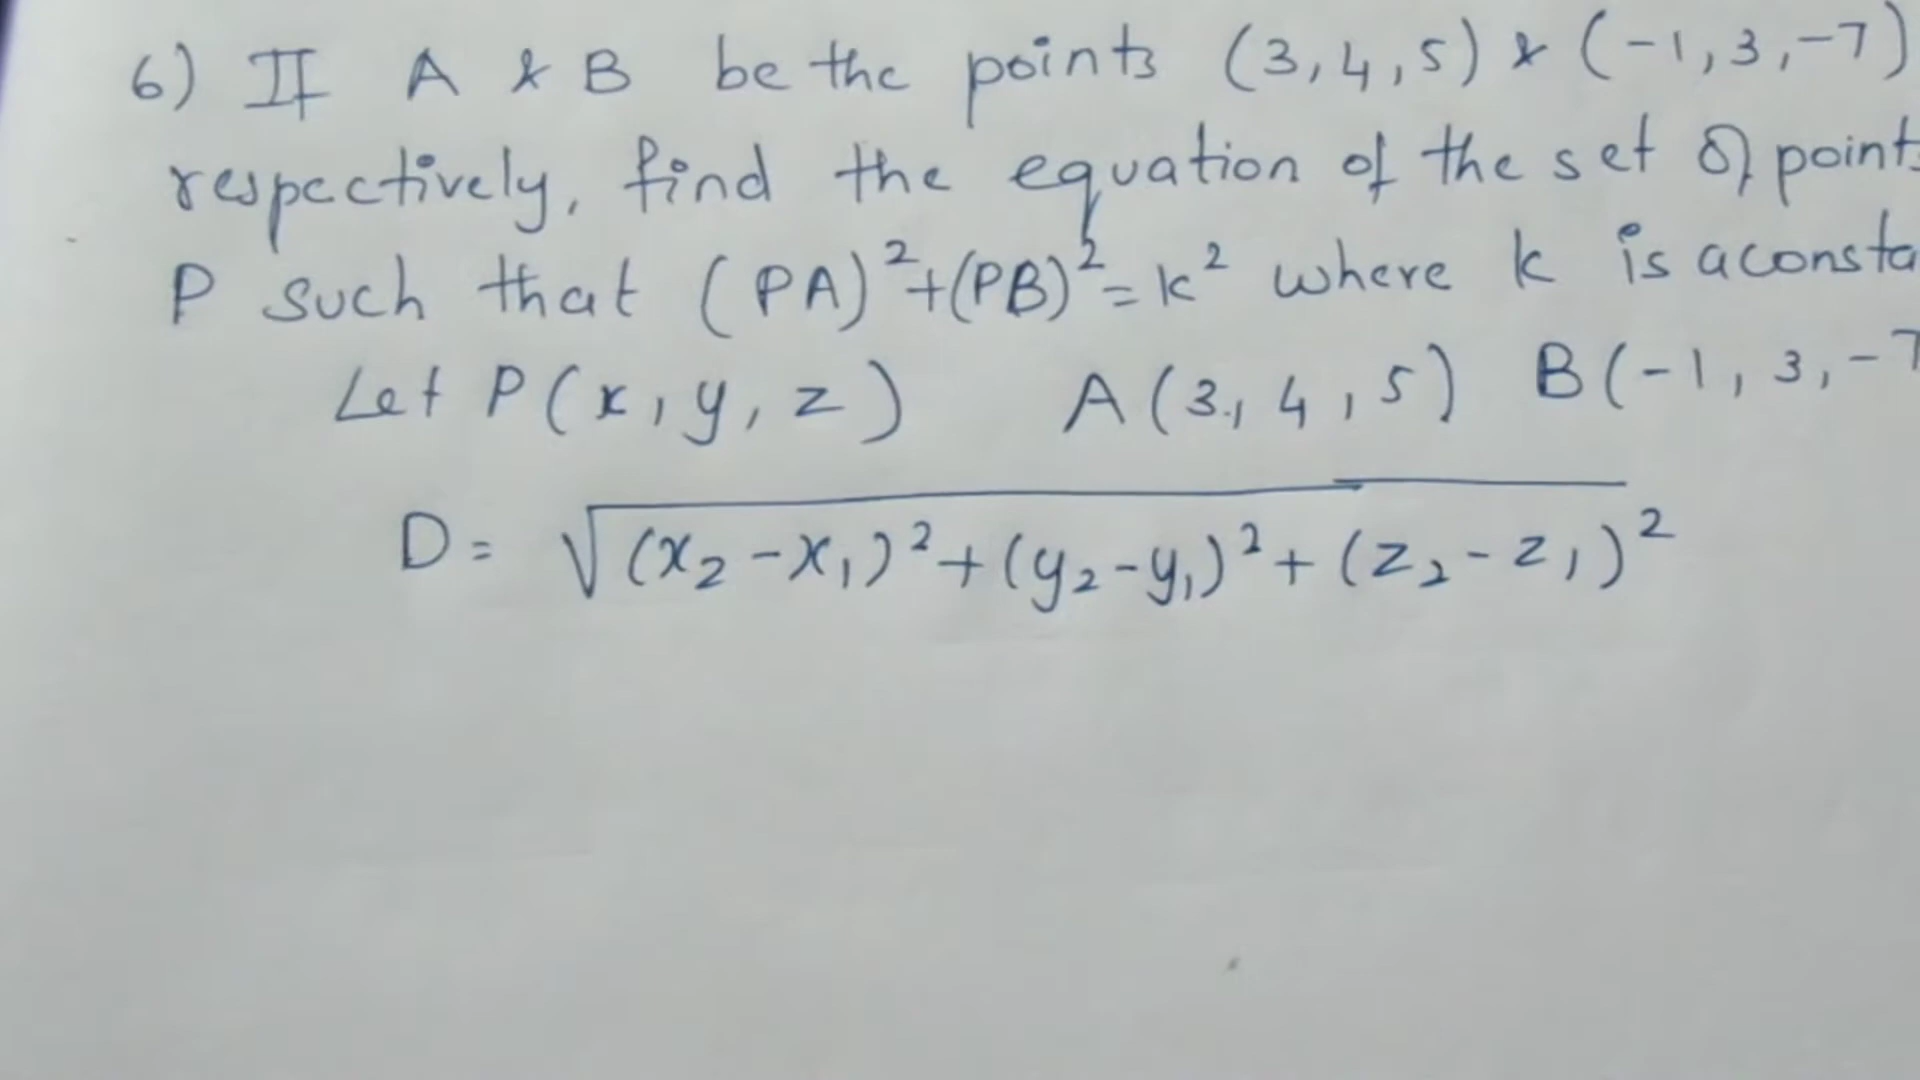 6) If A & B be the points (3,4,5) & (-1,3,-7)
respectively, find the equation of the set of points
P such that (PA)²+(PB)²=k² where k is a consta
Let P(x,y,z) A(3,4,5) B(-1,3,-7
D= √(x₂-x₁)²+(y₂-y₁)²+(z₂-z₁)²